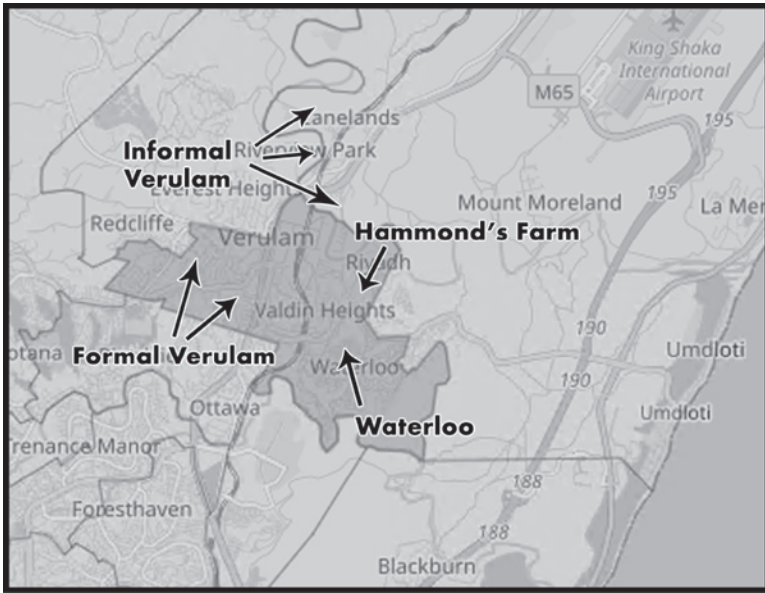 King Shaka
International
Airport
M65
195
Canelands
Informal
Verulam
Riverview Park
Everest Heights
195
Mount Moreland
La Mer
Redcliffe
Verulam
Hammond's Farm
Riyadh
Valdin Heights
190
Formal Verulam
Umdloti
Waterloo
190
Ottawa
Umdloti
Waterloo
Trenance Manor
188
Foresthaven
188
Blackburn